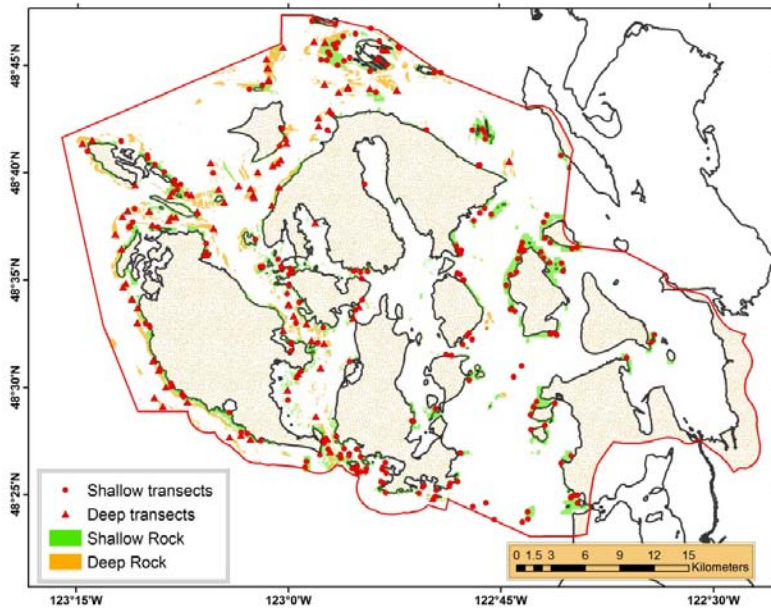 48°45'N
48°40'N
48°35'N
48°30'N
48°25'N
Shallow transects
Deep transects
Shallow Rock
Deep Rock
0 1.5 3 6 9 12 15
Kilometers
123°15'W 123°0'W 122°45'W 122°30'W